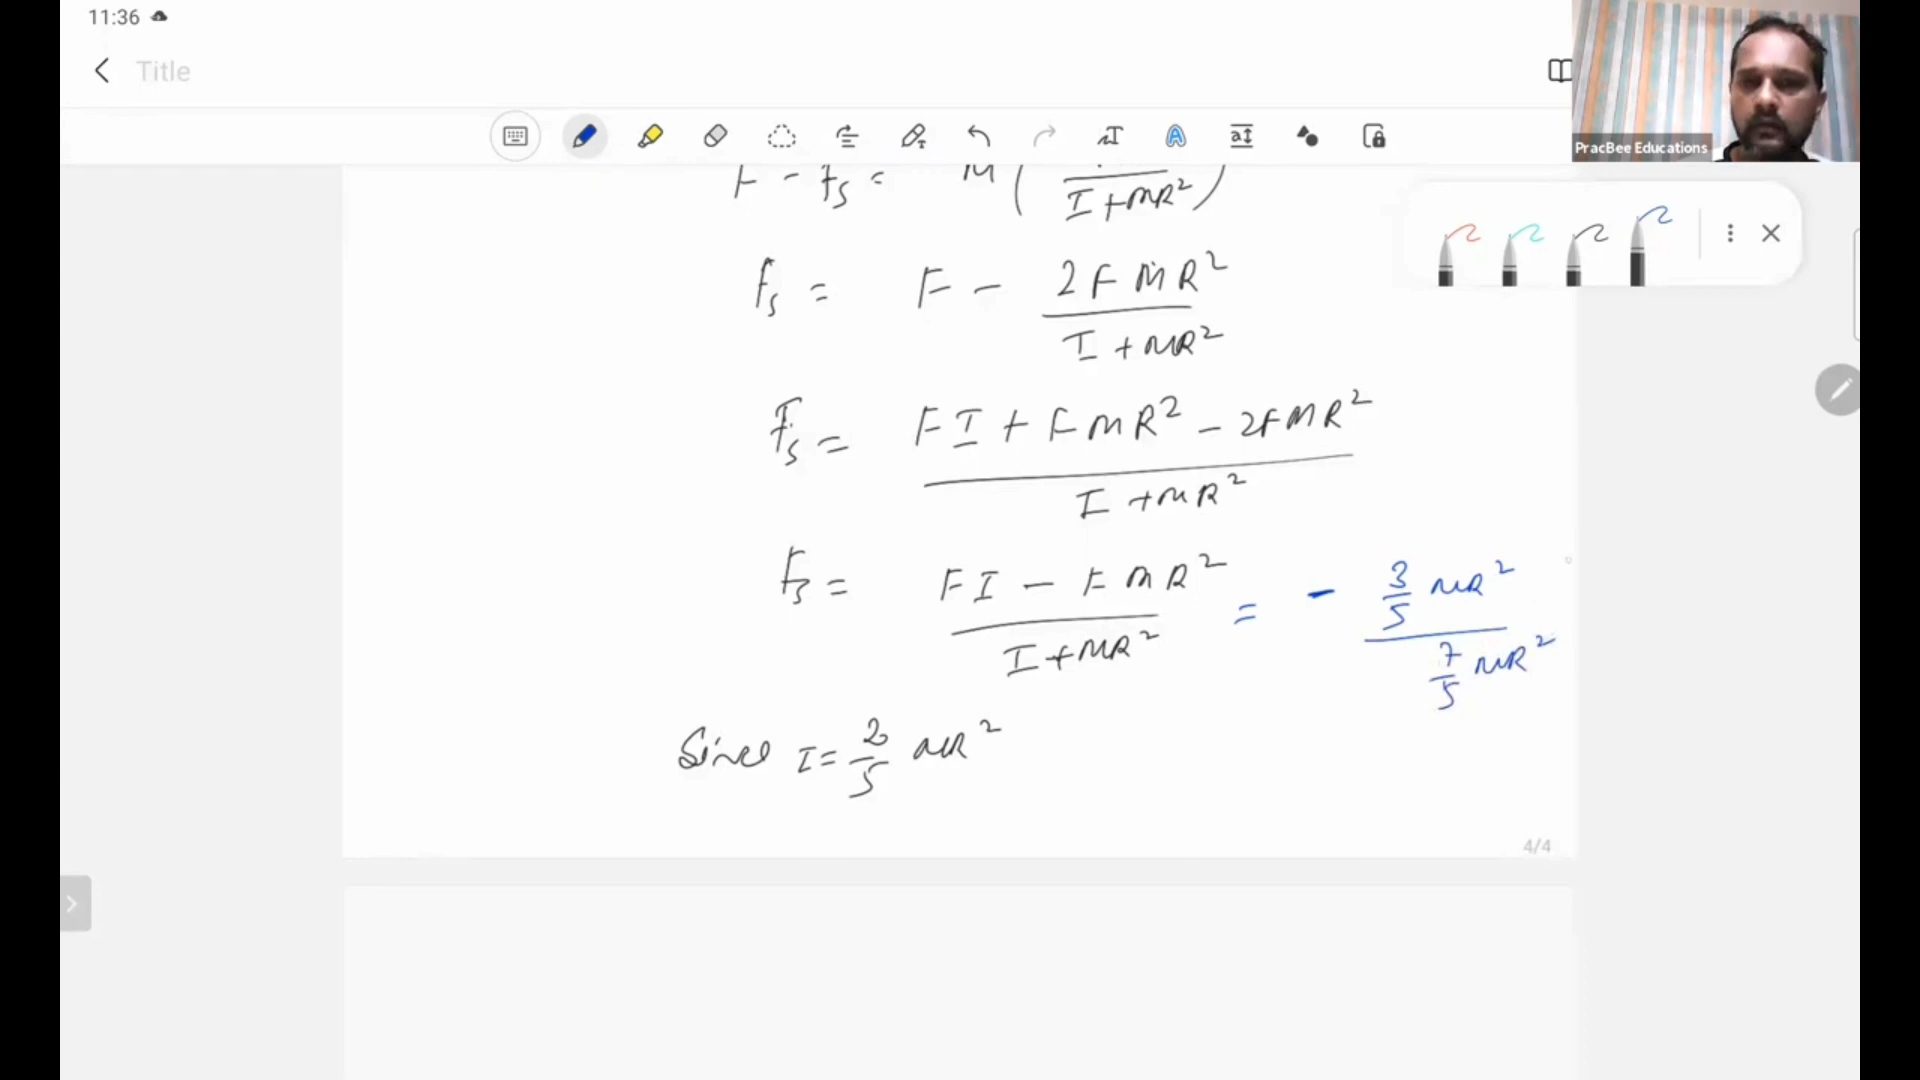 11:36
Title
PracBee Educations
F - fs = M ( / I + MR² )
fs = F - 2FMR² / I + MR²
Fs = FI + FMR² - 2FMR² / I + MR²
Fs = FI - FMR² / I + MR² = - 3/5 MR² / 7/5 MR²
Since I = 2/5 MR²
4/4